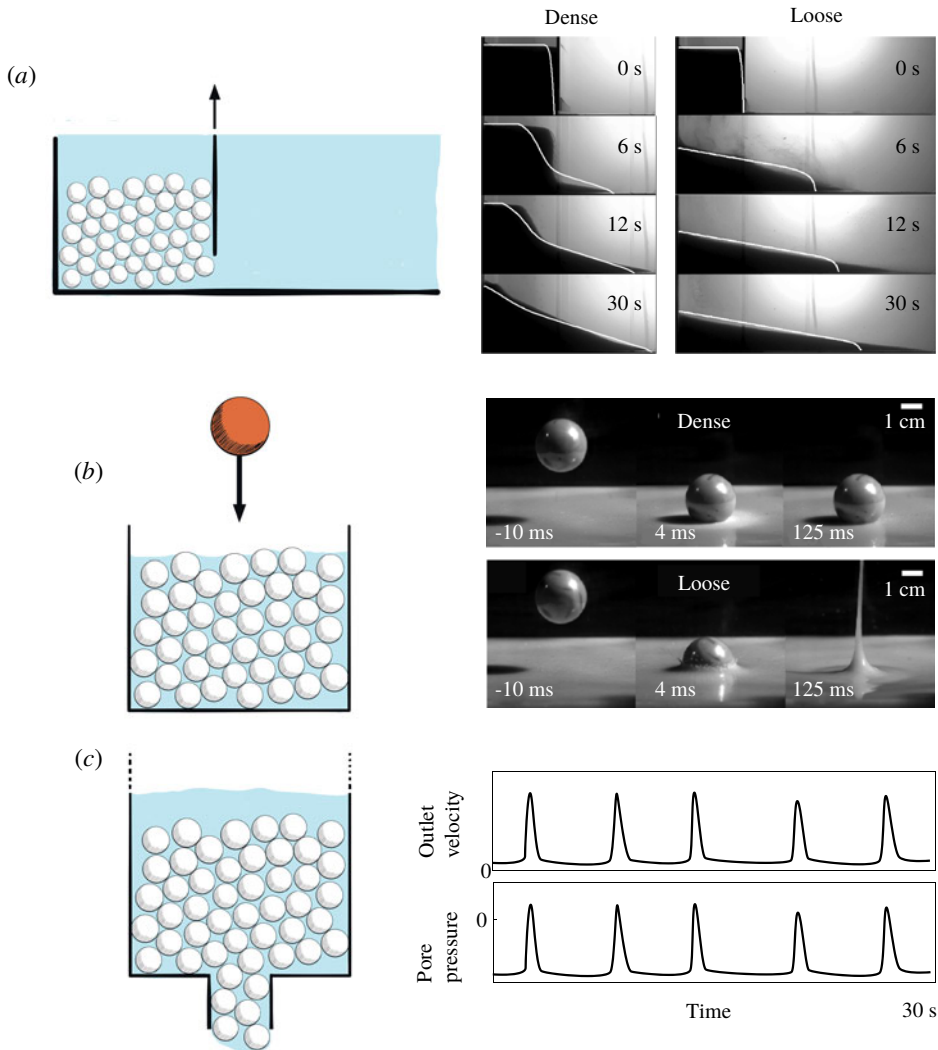 Dense Loose
(a)
0 s 0 s
6 s 6 s
12 s 12 s
30 s 30 s
(b)
Dense 1 cm
-10 ms 4 ms 125 ms
Loose 1 cm
-10 ms 4 ms 125 ms
(c)
Outlet
velocity
0
Pore
pressure
0
Time 30 s